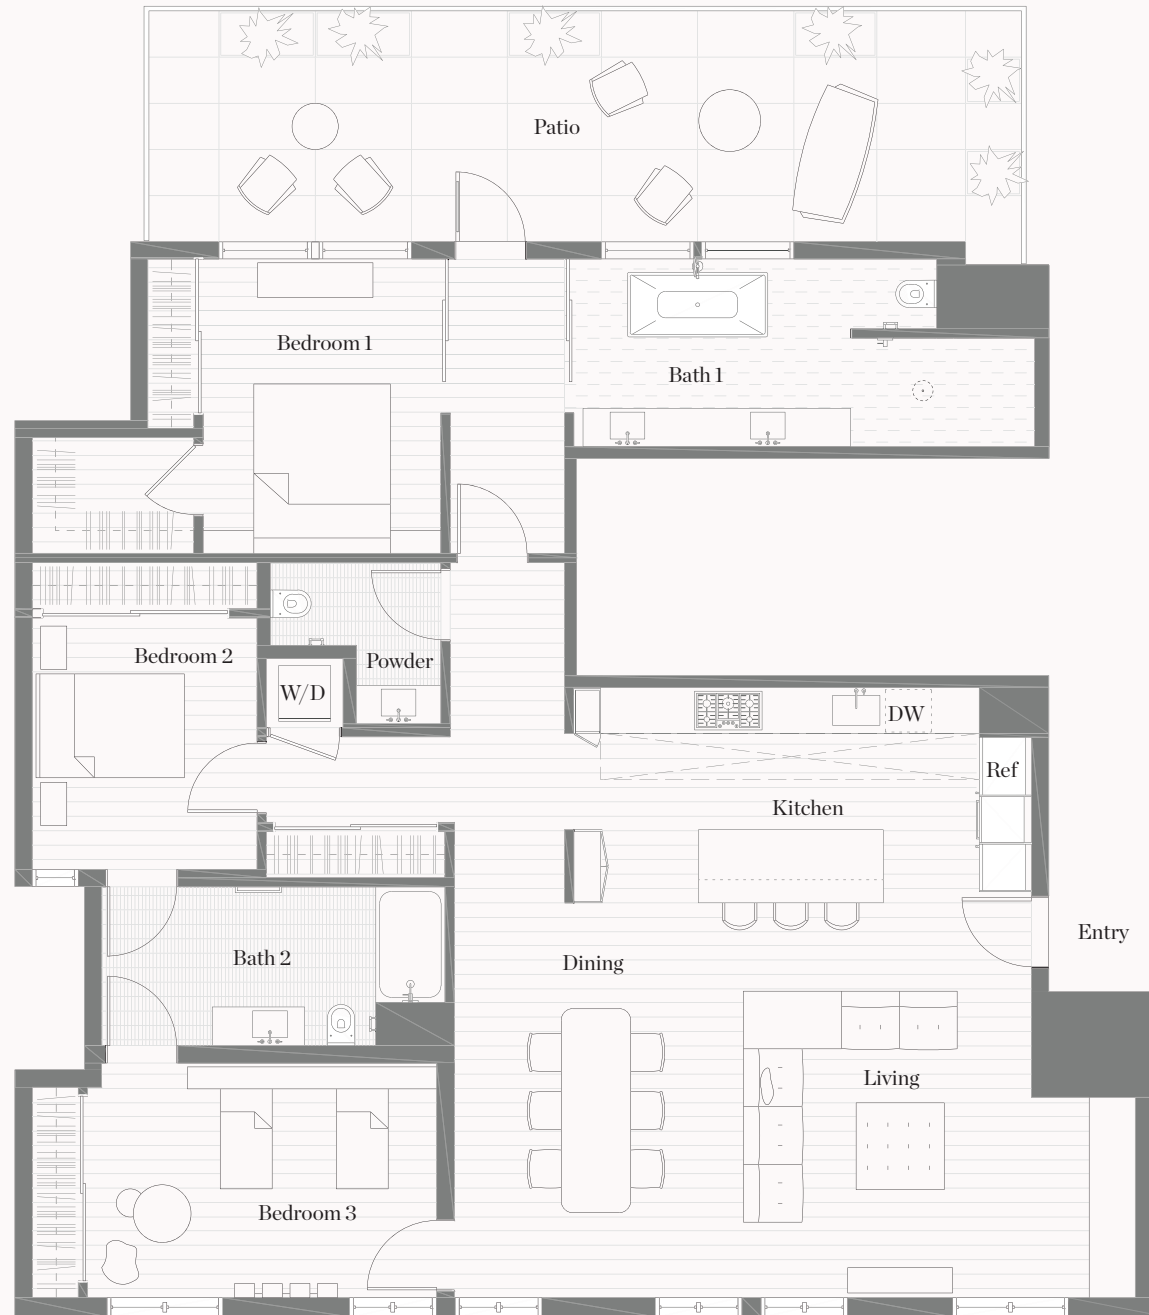 Patio
Bedroom 1
Bath 1
Bedroom 2
Powder
W/D
DW
Ref
Kitchen
Entry
Bath 2
Dining
Living
Bedroom 3